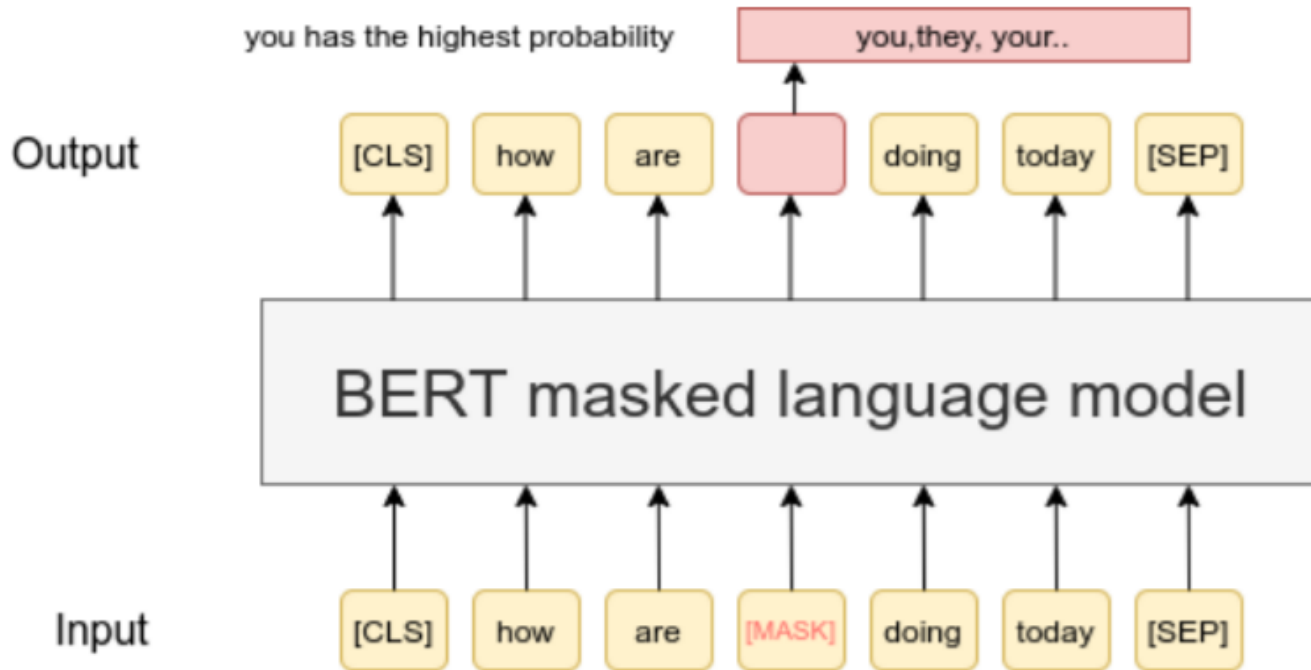 you has the highest probability you,they, your..
Output [CLS] how are doing today [SEP]
BERT masked language model
Input [CLS] how are [MASK] doing today [SEP]